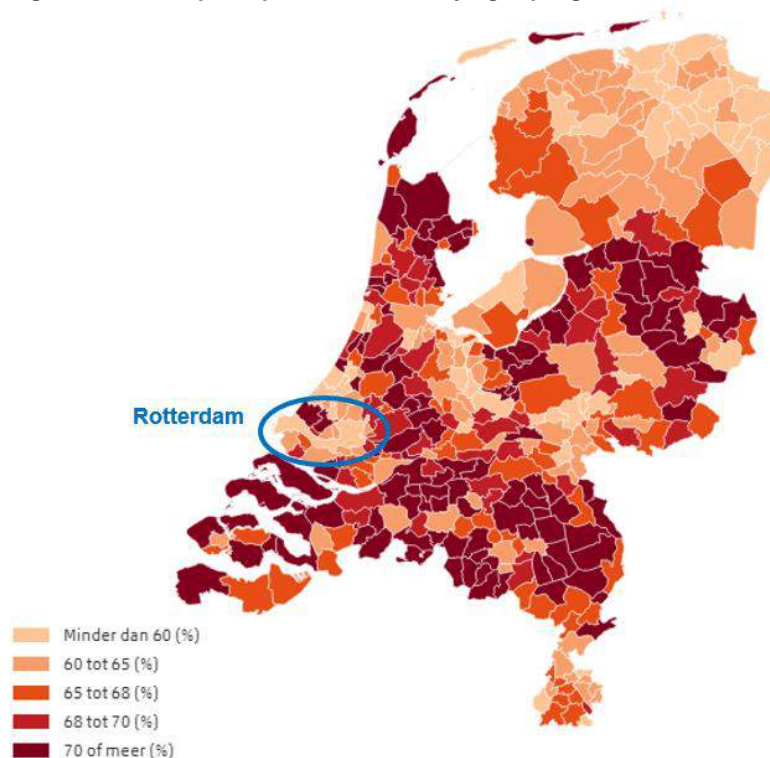 Rotterdam
Minder dan 60 (%)
60 tot 65 (%)
65 tot 68 (%)
68 tot 70 (%)
70 of meer (%)